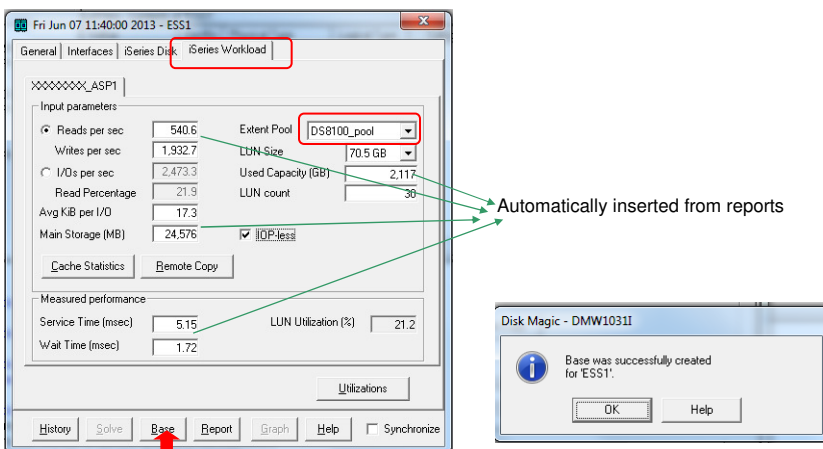 Fri Jun 07 11:40:00 2013 - ESS1
General Interfaces iSeries Disk iSeries Workload
XXXXXXXX_ASP1
Input parameters
Reads per sec 540.6 Extent Pool DS8100_pool
Writes per sec 1,932.7 LUN Size 70.5 GB
I/Os per sec 2,473.3 Used Capacity (GB) 2,117
Read Percentage 21.9 LUN count 30
Avg KiB per I/O 17.3
Main Storage (MB) 24,576 IOP-less
Cache Statistics Remote Copy
Automatically inserted from reports
Measured performance
Service Time (msec) 5.15 LUN Utilization (%) 21.2
Wait Time (msec) 1.72
Utilizations
History Solve Base Report Graph Help Synchronize
Disk Magic - DMW1031I
Base was successfully created
for 'ESS1'.
OK Help